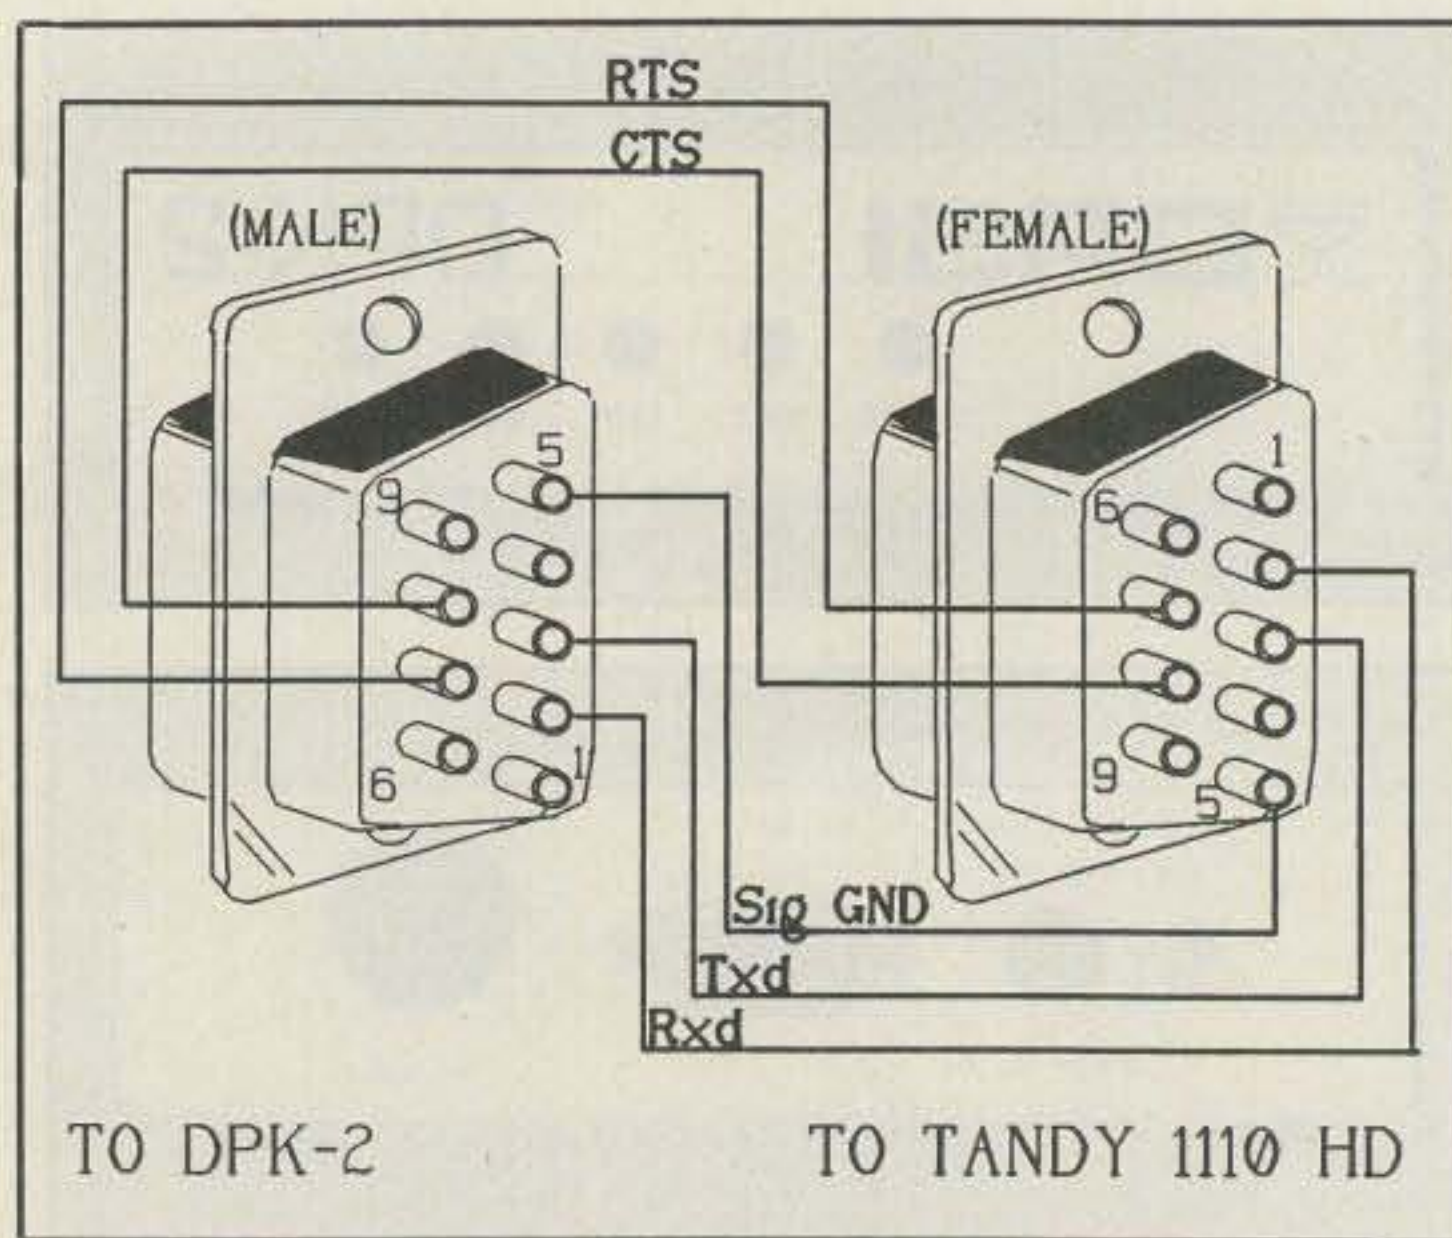 RTS
CTS
(MALE)
(FEMALE)
5
9
6
1
1
6
9
5
Sig GND
Txd
Rxd
TO DPK-2
TO TANDY 1110 HD